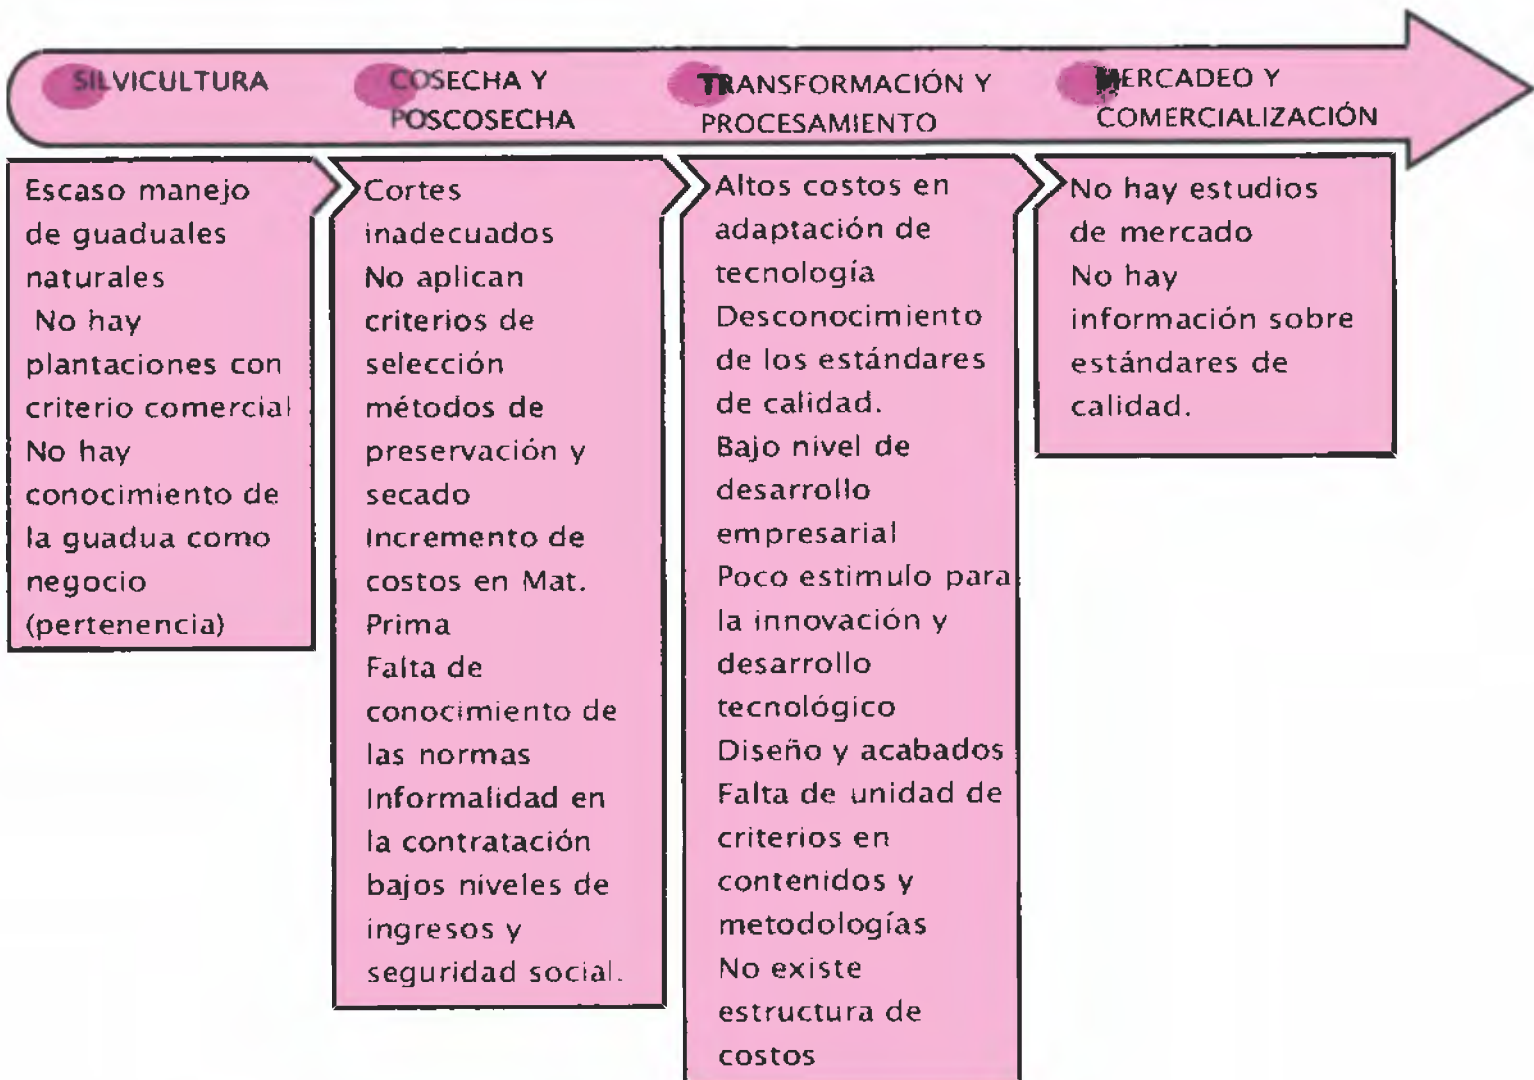 SILVICULTURA
COSECHA Y
POSCOSECHA
TRANSFORMACIÓN Y
PROCESAMIENTO
MERCADEO Y
COMERCIALIZACIÓN
Escaso manejo
de guaduales
naturales
No hay
plantaciones con
criterio comercial
No hay
conocimiento de
la guadua como
negocio
(pertenencia)
Cortes
inadecuados
No aplican
criterios de
selección
métodos de
preservación y
secado
Incremento de
costos en Mat.
Prima
Falta de
conocimiento de
las normas
Informalidad en
la contratación
bajos niveles de
ingresos y
seguridad social.
Altos costos en
adaptación de
tecnología
Desconocimiento
de los estándares
de calidad.
Bajo nivel de
desarrollo
empresarial
Poco estimulo para
la innovación y
desarrollo
tecnológico
Diseño y acabados
Falta de unidad de
criterios en
contenidos y
metodologías
No existe
estructura de
costos
No hay estudios
de mercado
No hay
información sobre
estándares de
calidad.